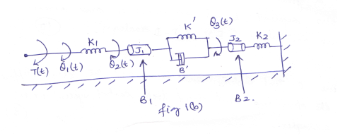 K'
θ3(t)
K1
J1
J2
K2
T(t)
θ1(t)
θ2(t)
B'
B1
B2.
fig 1(b)